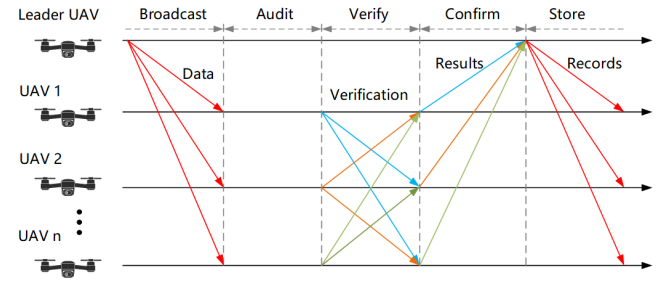 Leader UAV
Broadcast
Audit
Verify
Confirm
Store
Data
Results
Records
UAV 1
Verification
UAV 2
UAV n